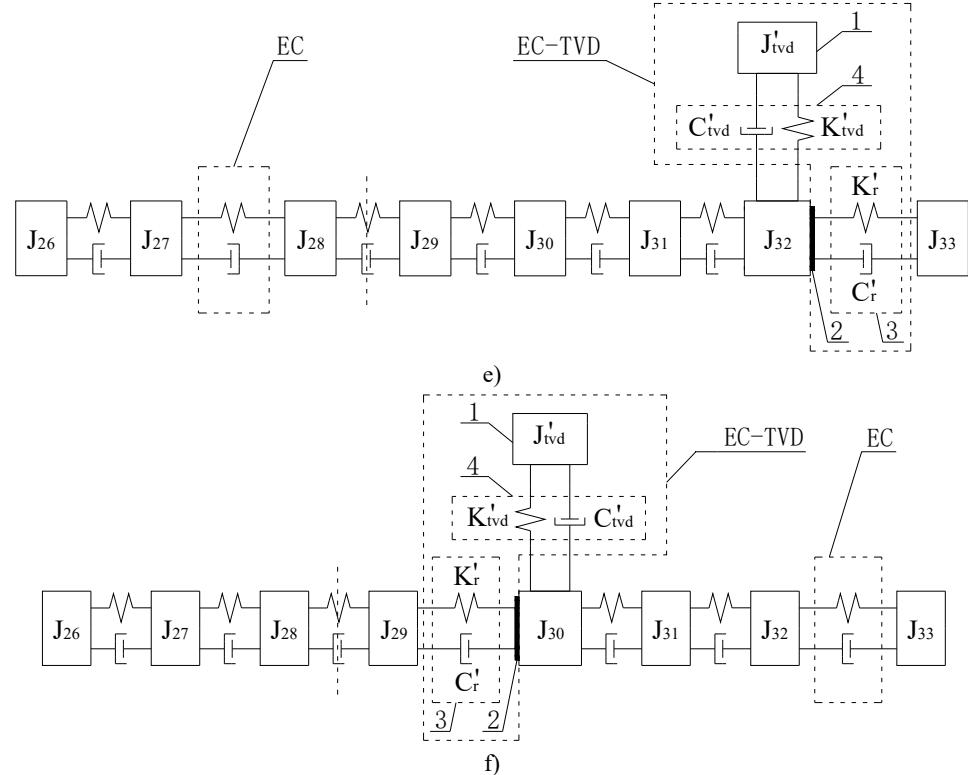 1
EC EC-TVD J'tvd
4
C'tvd K'tvd
K'r
J26 J27 J28 J29 J30 J31 J32 J33
C'r
2 3
e)
1
J'tvd EC-TVD EC
4
K'tvd C'tvd
K'r
J26 J27 J28 J29 J30 J31 J32 J33
C'r
3 2
f)